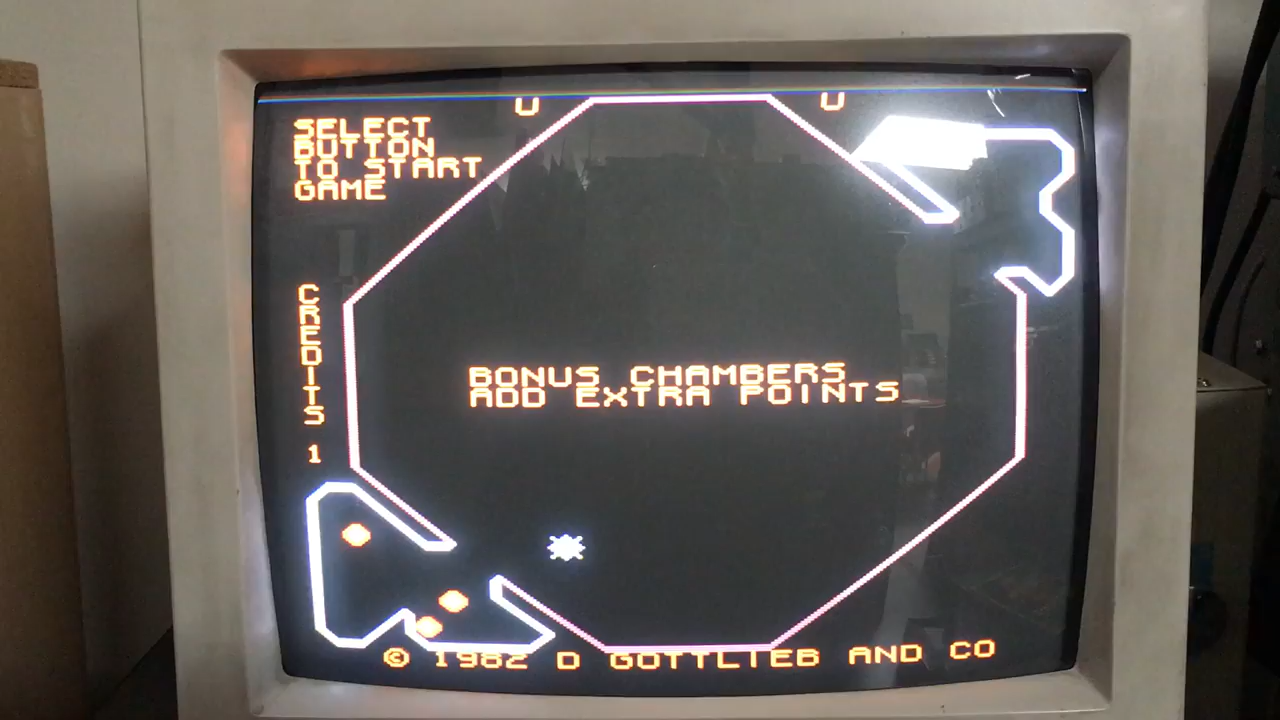 U U
SELECT
BUTTON
TO START
GAME
CREDITS 1
BONUS CHAMBERS
ADD EXTRA POINTS
© 1982 D GOTTLIEB AND CO